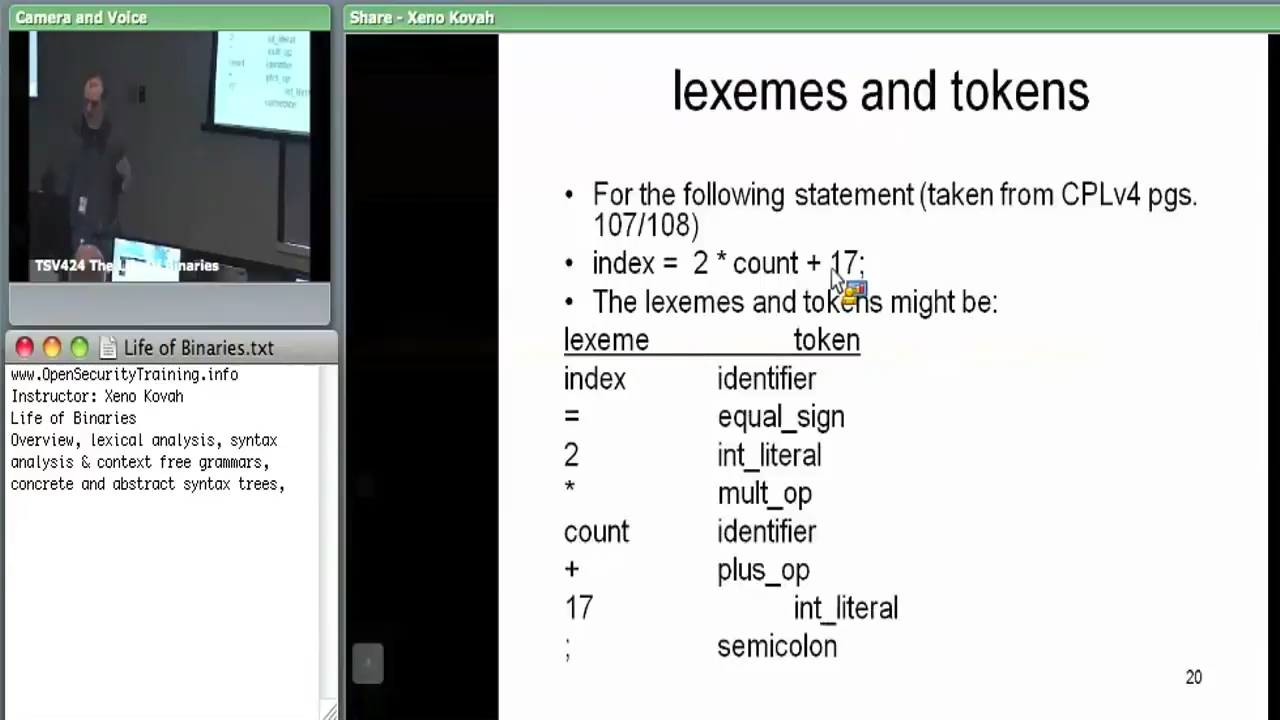 Camera and Voice
TSV424 The Life of Binaries
Life of Binaries.txt
www.OpenSecurityTraining.info
Instructor: Xeno Kovah
Life of Binaries
Overview, lexical analysis, syntax
analysis & context free grammars,
concrete and abstract syntax trees,
Share - Xeno Kovah
lexemes and tokens
• For the following statement (taken from CPLv4 pgs.
107/108)
• index = 2 * count + 17;
• The lexemes and tokens might be:
lexeme token
index identifier
= equal_sign
2 int_literal
* mult_op
count identifier
+ plus_op
17 int_literal
; semicolon
20